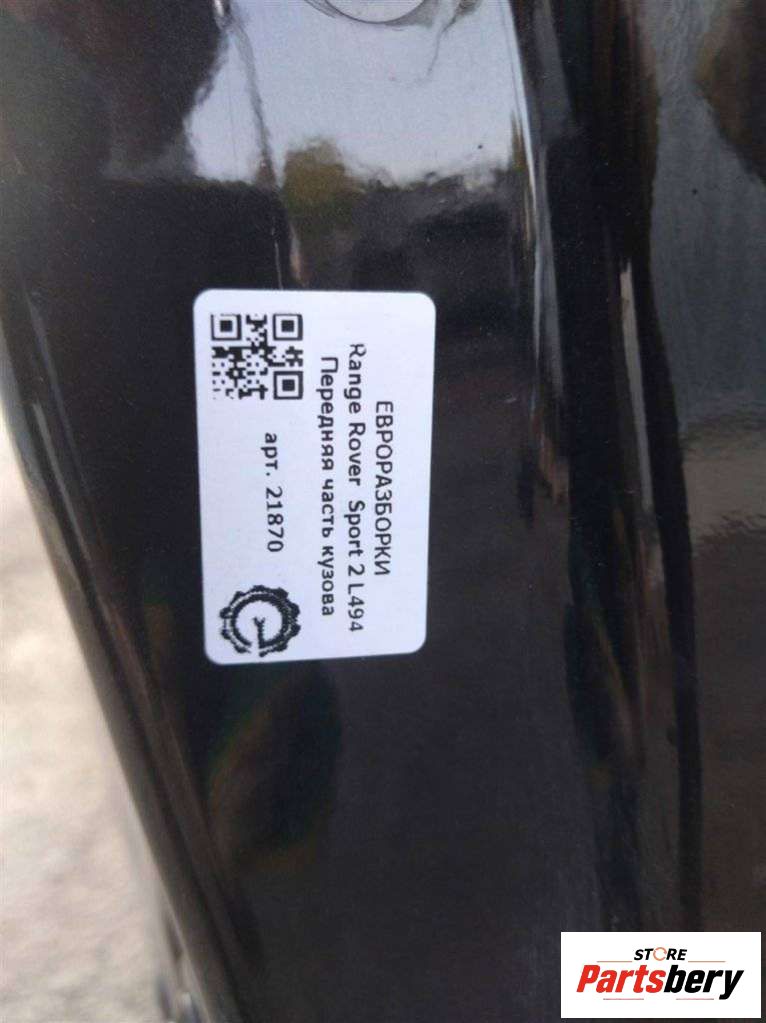 ЕВРОРАЗБОРКИ
Range Rover Sport 2 L494
Передняя часть кузова
арт. 21870
STORE
Partsbery